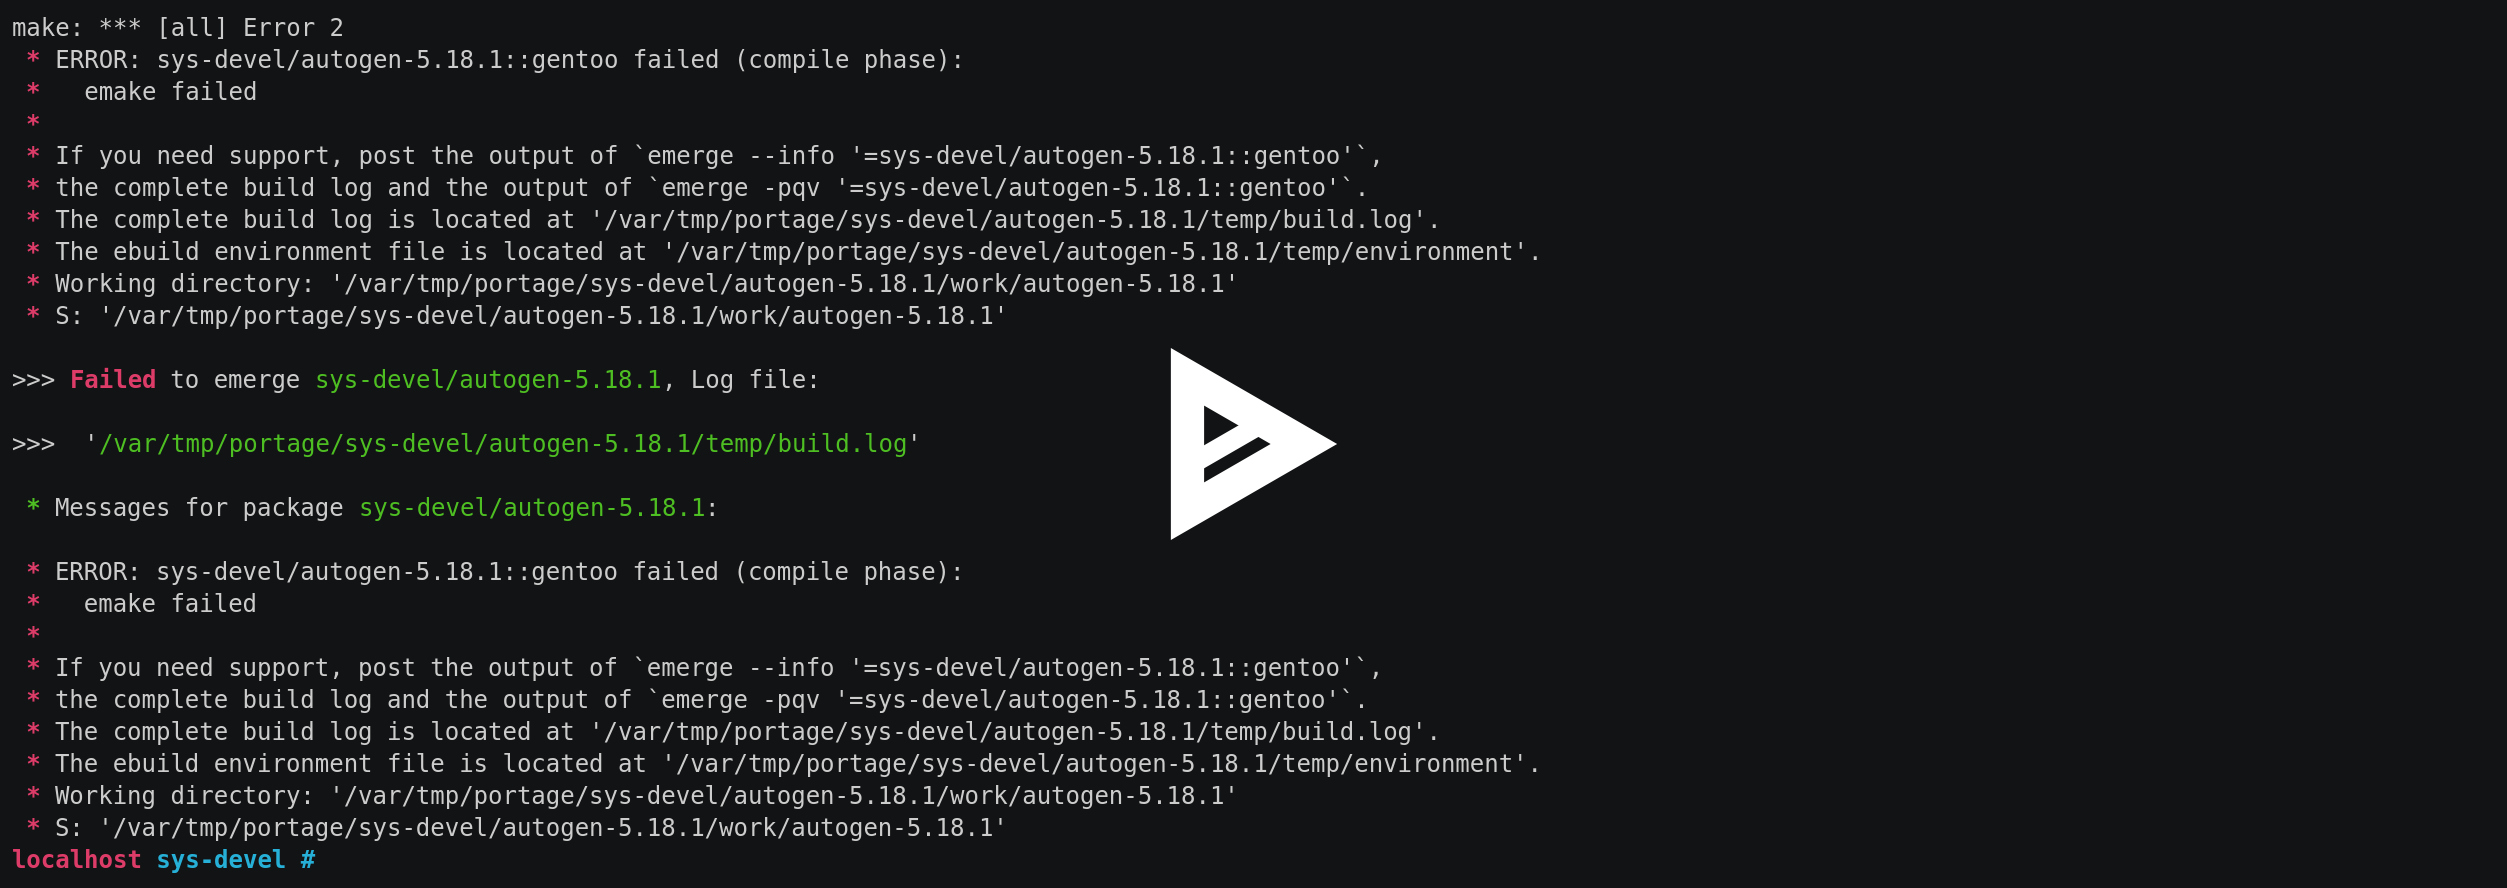 make: *** [all] Error 2
 * ERROR: sys-devel/autogen-5.18.1::gentoo failed (compile phase):
 *   emake failed
 *
 * If you need support, post the output of `emerge --info '=sys-devel/autogen-5.18.1::gentoo'`,
 * the complete build log and the output of `emerge -pqv '=sys-devel/autogen-5.18.1::gentoo'`.
 * The complete build log is located at '/var/tmp/portage/sys-devel/autogen-5.18.1/temp/build.log'.
 * The ebuild environment file is located at '/var/tmp/portage/sys-devel/autogen-5.18.1/temp/environment'.
 * Working directory: '/var/tmp/portage/sys-devel/autogen-5.18.1/work/autogen-5.18.1'
 * S: '/var/tmp/portage/sys-devel/autogen-5.18.1/work/autogen-5.18.1'
>>> Failed to emerge sys-devel/autogen-5.18.1, Log file:
>>>  '/var/tmp/portage/sys-devel/autogen-5.18.1/temp/build.log'
 * Messages for package sys-devel/autogen-5.18.1:
 * ERROR: sys-devel/autogen-5.18.1::gentoo failed (compile phase):
 *   emake failed
 *
 * If you need support, post the output of `emerge --info '=sys-devel/autogen-5.18.1::gentoo'`,
 * the complete build log and the output of `emerge -pqv '=sys-devel/autogen-5.18.1::gentoo'`.
 * The complete build log is located at '/var/tmp/portage/sys-devel/autogen-5.18.1/temp/build.log'.
 * The ebuild environment file is located at '/var/tmp/portage/sys-devel/autogen-5.18.1/temp/environment'.
 * Working directory: '/var/tmp/portage/sys-devel/autogen-5.18.1/work/autogen-5.18.1'
 * S: '/var/tmp/portage/sys-devel/autogen-5.18.1/work/autogen-5.18.1'
localhost sys-devel #